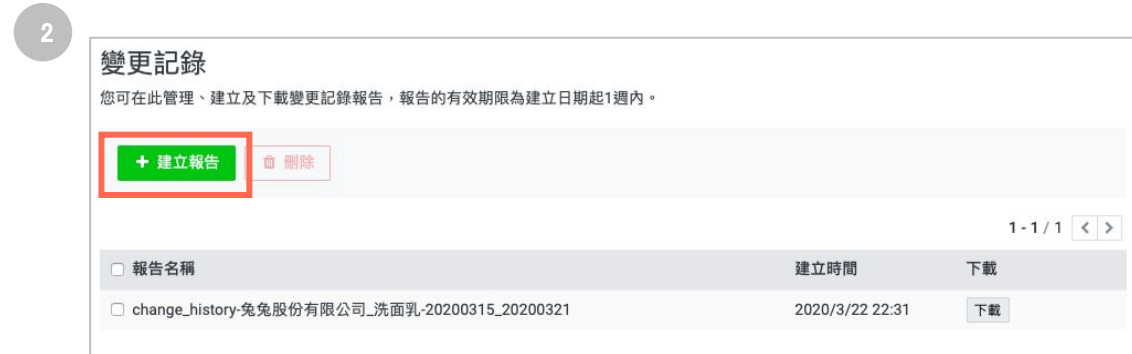 2
變更記錄
您可在此管理、建立及下載變更記錄報告，報告的有效期限為建立日期起1週內。
+ 建立報告 刪除
1 - 1 / 1 < >
報告名稱 建立時間 下載
change_history-兔兔股份有限公司_洗面乳-20200315_20200321 2020/3/22 22:31 下載